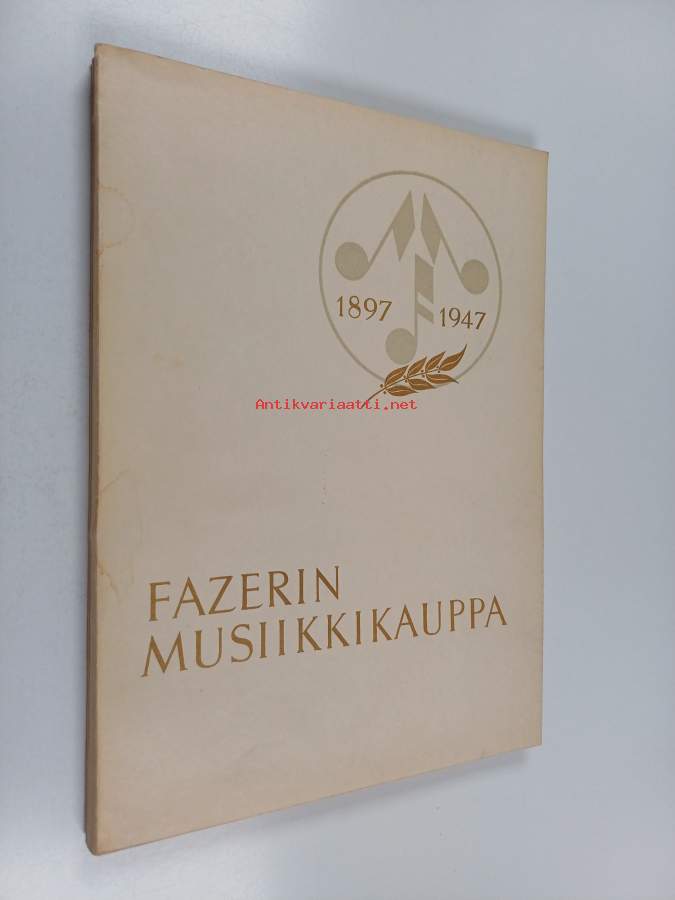 1897 1947
Antikvariaatti.net
FAZERIN
MUSIIKKIKAUPPA